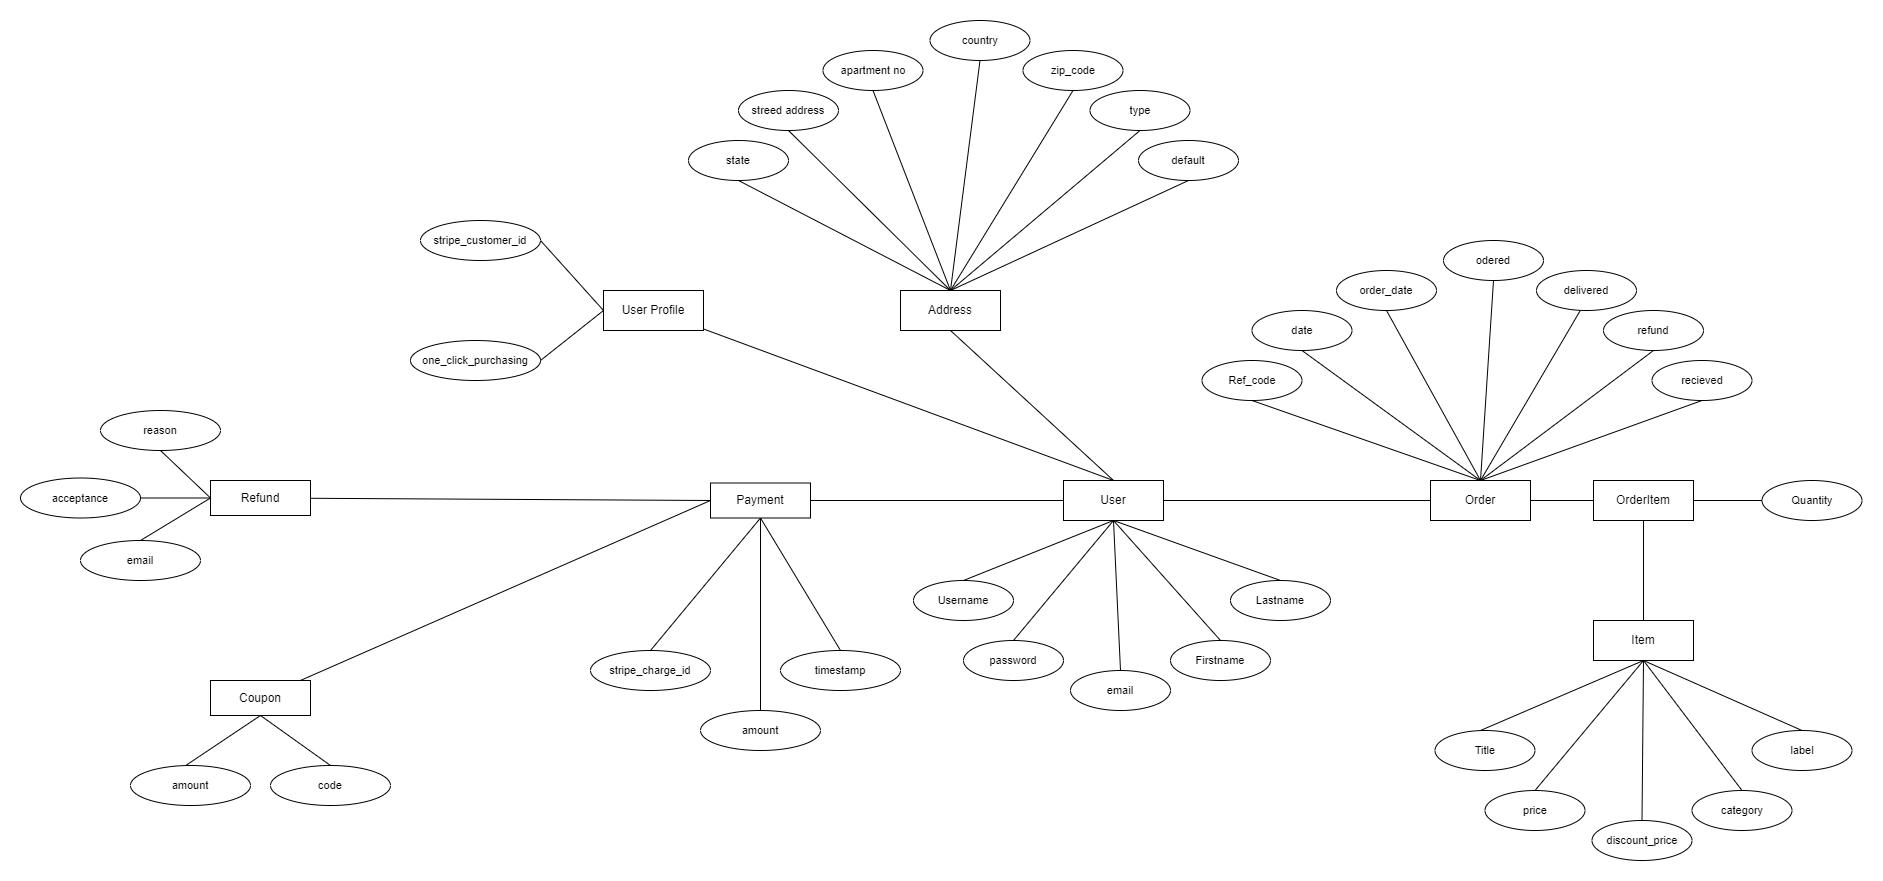 country
apartment no
zip_code
streed address
type
state
default
stripe_customer_id
odered
User Profile
Address
order_date
delivered
date
refund
one_click_purchasing
Ref_code
recieved
reason
acceptance
Refund
Payment
User
Order
OrderItem
Quantity
email
Username
Lastname
Item
password
Firstname
stripe_charge_id
timestamp
email
Coupon
amount
Title
label
amount
code
price
category
discount_price